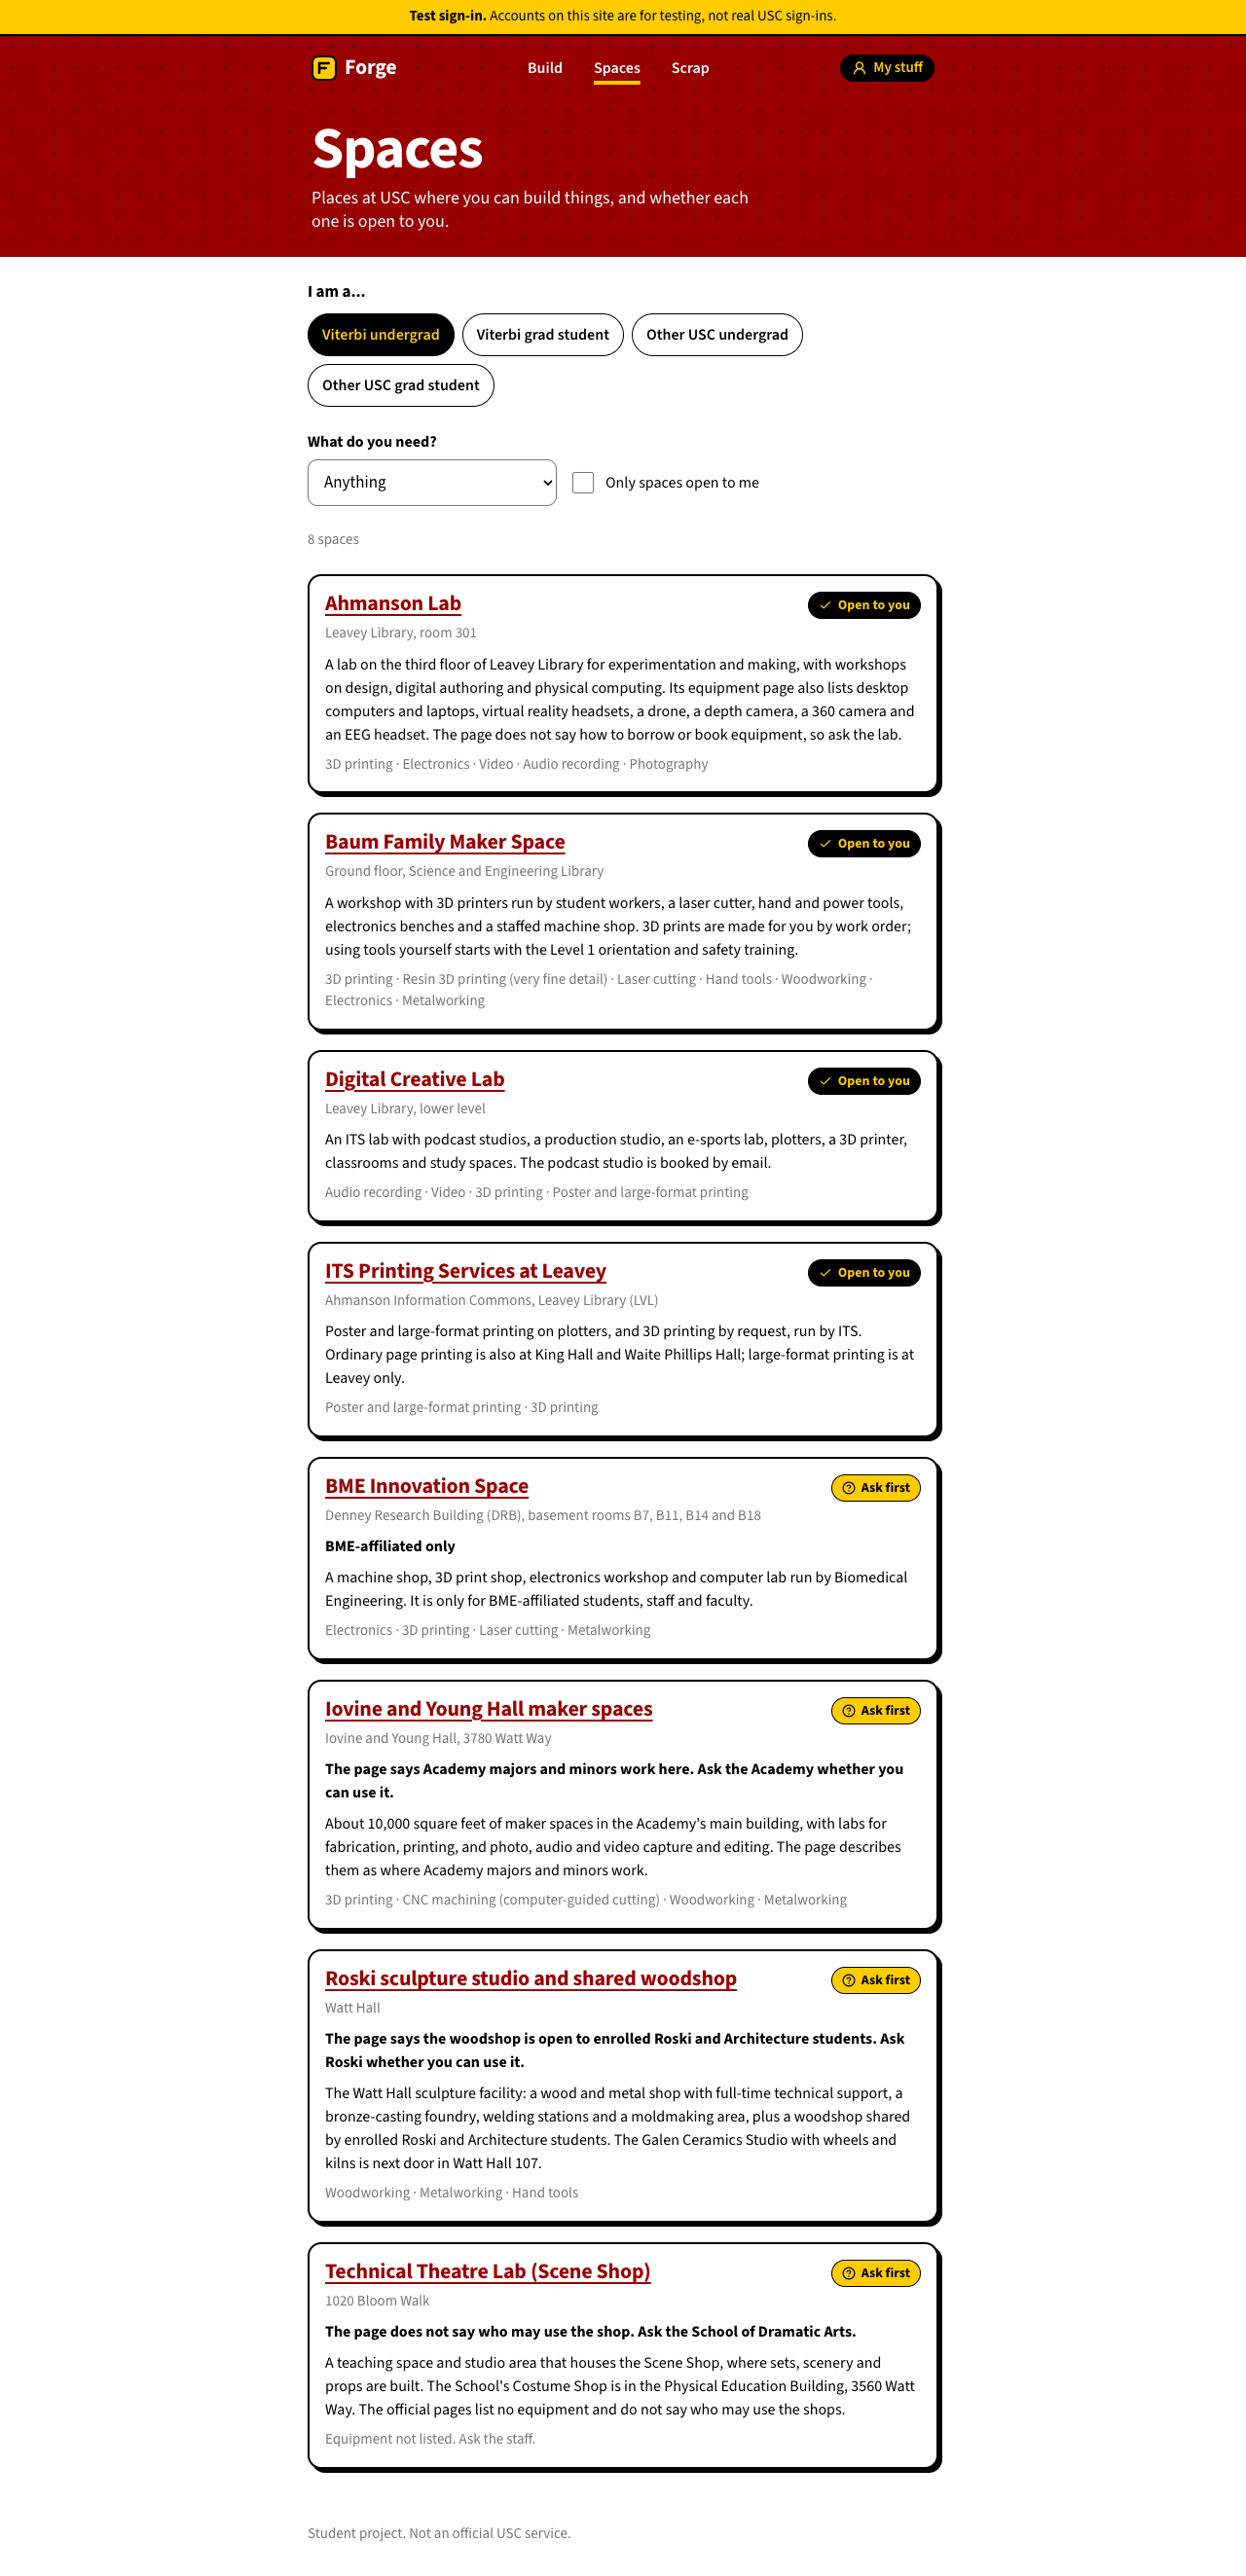 Test sign-in. Accounts on this site are for testing, not real USC sign-ins.
F Forge
Build Spaces Scrap
My stuff
Spaces
Places at USC where you can build things, and whether each
one is open to you.
I am a...
Viterbi undergrad Viterbi grad student Other USC undergrad
Other USC grad student
What do you need?
Anything
Only spaces open to me
8 spaces
Ahmanson Lab
Open to you
Leavey Library, room 301
A lab on the third floor of Leavey Library for experimentation and making, with workshops
on design, digital authoring and physical computing. Its equipment page also lists desktop
computers and laptops, virtual reality headsets, a drone, a depth camera, a 360 camera and
an EEG headset. The page does not say how to borrow or book equipment, so ask the lab.
3D printing · Electronics · Video · Audio recording · Photography
Baum Family Maker Space
Open to you
Ground floor, Science and Engineering Library
A workshop with 3D printers run by student workers, a laser cutter, hand and power tools,
electronics benches and a staffed machine shop. 3D prints are made for you by work order;
using tools yourself starts with the Level 1 orientation and safety training.
3D printing · Resin 3D printing (very fine detail) · Laser cutting · Hand tools · Woodworking ·
Electronics · Metalworking
Digital Creative Lab
Open to you
Leavey Library, lower level
An ITS lab with podcast studios, a production studio, an e-sports lab, plotters, a 3D printer,
classrooms and study spaces. The podcast studio is booked by email.
Audio recording · Video · 3D printing · Poster and large-format printing
ITS Printing Services at Leavey
Open to you
Ahmanson Information Commons, Leavey Library (LVL)
Poster and large-format printing on plotters, and 3D printing by request, run by ITS.
Ordinary page printing is also at King Hall and Waite Phillips Hall; large-format printing is at
Leavey only.
Poster and large-format printing · 3D printing
BME Innovation Space
Ask first
Denney Research Building (DRB), basement rooms B7, B11, B14 and B18
BME-affiliated only
A machine shop, 3D print shop, electronics workshop and computer lab run by Biomedical
Engineering. It is only for BME-affiliated students, staff and faculty.
Electronics · 3D printing · Laser cutting · Metalworking
Iovine and Young Hall maker spaces
Ask first
Iovine and Young Hall, 3780 Watt Way
The page says Academy majors and minors work here. Ask the Academy whether you
can use it.
About 10,000 square feet of maker spaces in the Academy's main building, with labs for
fabrication, printing, and photo, audio and video capture and editing. The page describes
them as where Academy majors and minors work.
3D printing · CNC machining (computer-guided cutting) · Woodworking · Metalworking
Roski sculpture studio and shared woodshop
Ask first
Watt Hall
The page says the woodshop is open to enrolled Roski and Architecture students. Ask
Roski whether you can use it.
The Watt Hall sculpture facility: a wood and metal shop with full-time technical support, a
bronze-casting foundry, welding stations and a moldmaking area, plus a woodshop shared
by enrolled Roski and Architecture students. The Galen Ceramics Studio with wheels and
kilns is next door in Watt Hall 107.
Woodworking · Metalworking · Hand tools
Technical Theatre Lab (Scene Shop)
Ask first
1020 Bloom Walk
The page does not say who may use the shop. Ask the School of Dramatic Arts.
A teaching space and studio area that houses the Scene Shop, where sets, scenery and
props are built. The School's Costume Shop is in the Physical Education Building, 3560 Watt
Way. The official pages list no equipment and do not say who may use the shops.
Equipment not listed. Ask the staff.
Student project. Not an official USC service.